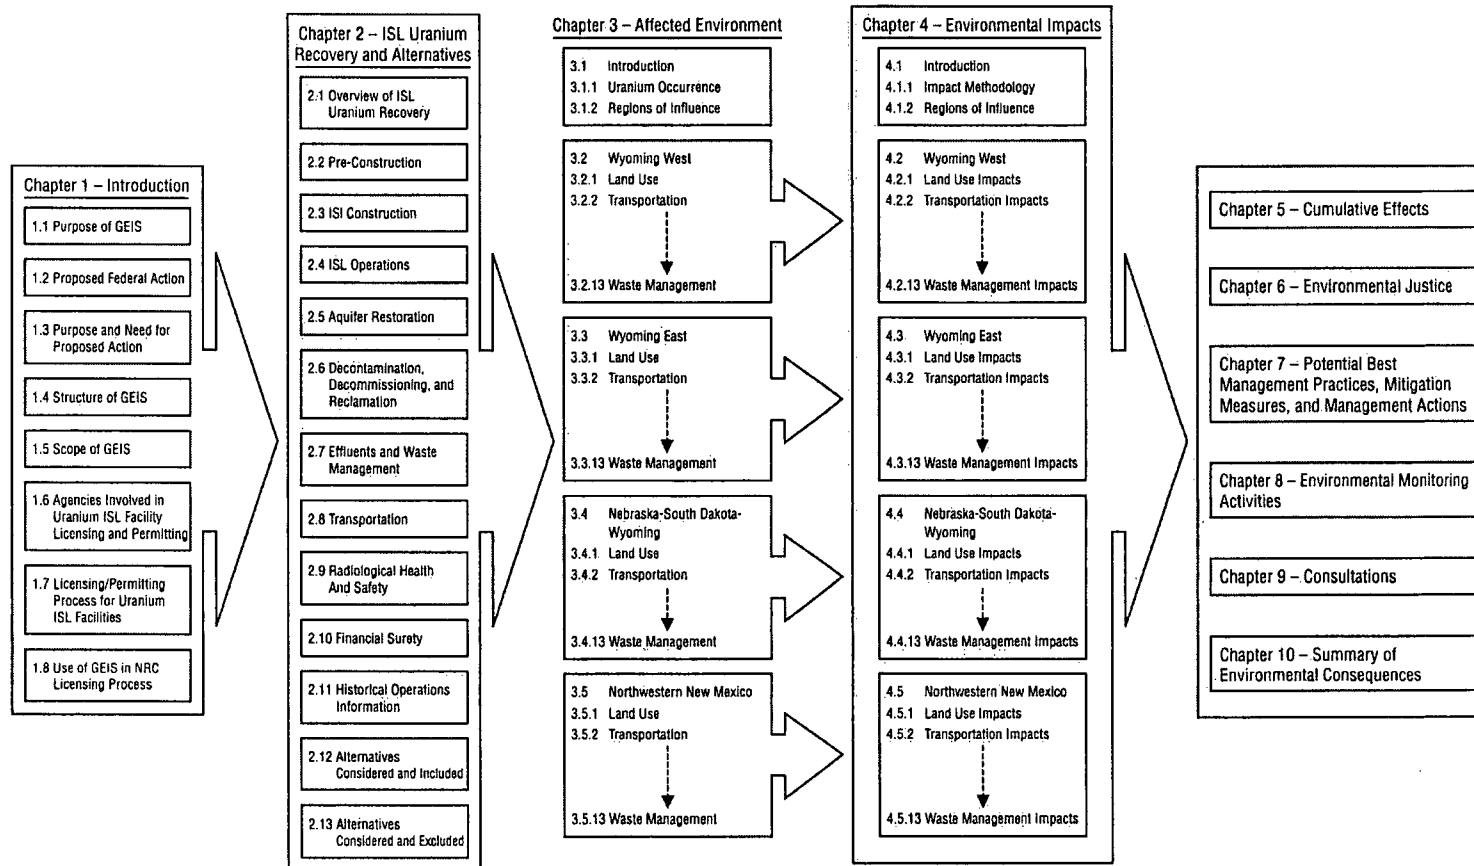 Chapter 1 – Introduction
1.1 Purpose of GEIS
1.2 Proposed Federal Action
1.3 Purpose and Need for
Proposed Action
1.4 Structure of GEIS
1.5 Scope of GEIS
1.6 Agencies Involved in
Uranium ISL Facility
Licensing and Permitting
1.7 Licensing/Permitting
Process for Uranium
ISL Facilities
1.8 Use of GEIS in NRC
Licensing Process
Chapter 2 – ISL Uranium
Recovery and Alternatives
2.1 Overview of ISL
Uranium Recovery
2.2 Pre-Construction
2.3 ISl Construction
2.4 ISL Operations
2.5 Aquifer Restoration
2.6 Decontamination,
Decommissioning, and
Reclamation
2.7 Effluents and Waste
Management
2.8 Transportation
2.9 Radiological Health
And Safety
2.10 Financial Surety
2.11 Historical Operations
Information
2.12 Alternatives
Considered and Included
2.13 Alternatives
Considered and Excluded
Chapter 3 – Affected Environment
3.1 Introduction
3.1.1 Uranium Occurrence
3.1.2 Regions of Influence
3.2 Wyoming West
3.2.1 Land Use
3.2.2 Transportation
3.2.13 Waste Management
3.3 Wyoming East
3.3.1 Land Use
3.3.2 Transportation
3.3.13 Waste Management
3.4 Nebraska-South Dakota-
Wyoming
3.4.1 Land Use
3.4.2 Transportation
3.4.13 Waste Management
3.5 Northwestern New Mexico
3.5.1 Land Use
3.5.2 Transportation
3.5.13 Waste Management
Chapter 4 – Environmental Impacts
4.1 Introduction
4.1.1 Impact Methodology
4.1.2 Regions of Influence
4.2 Wyoming West
4.2.1 Land Use Impacts
4.2.2 Transportation Impacts
4.2.13 Waste Management Impacts
4.3 Wyoming East
4.3.1 Land Use Impacts
4.3.2 Transportation Impacts
4.3.13 Waste Management Impacts
4.4 Nebraska-South Dakota-
Wyoming
4.4.1 Land Use Impacts
4.4.2 Transportation Impacts
4.4.13 Waste Management Impacts
4.5 Northwestern New Mexico
4.5.1 Land Use Impacts
4.5.2 Transportation Impacts
4.5.13 Waste Management Impacts
Chapter 5 – Cumulative Effects
Chapter 6 – Environmental Justice
Chapter 7 – Potential Best
Management Practices, Mitigation
Measures, and Management Actions
Chapter 8 – Environmental Monitoring
Activities
Chapter 9 – Consultations
Chapter 10 – Summary of
Environmental Consequences